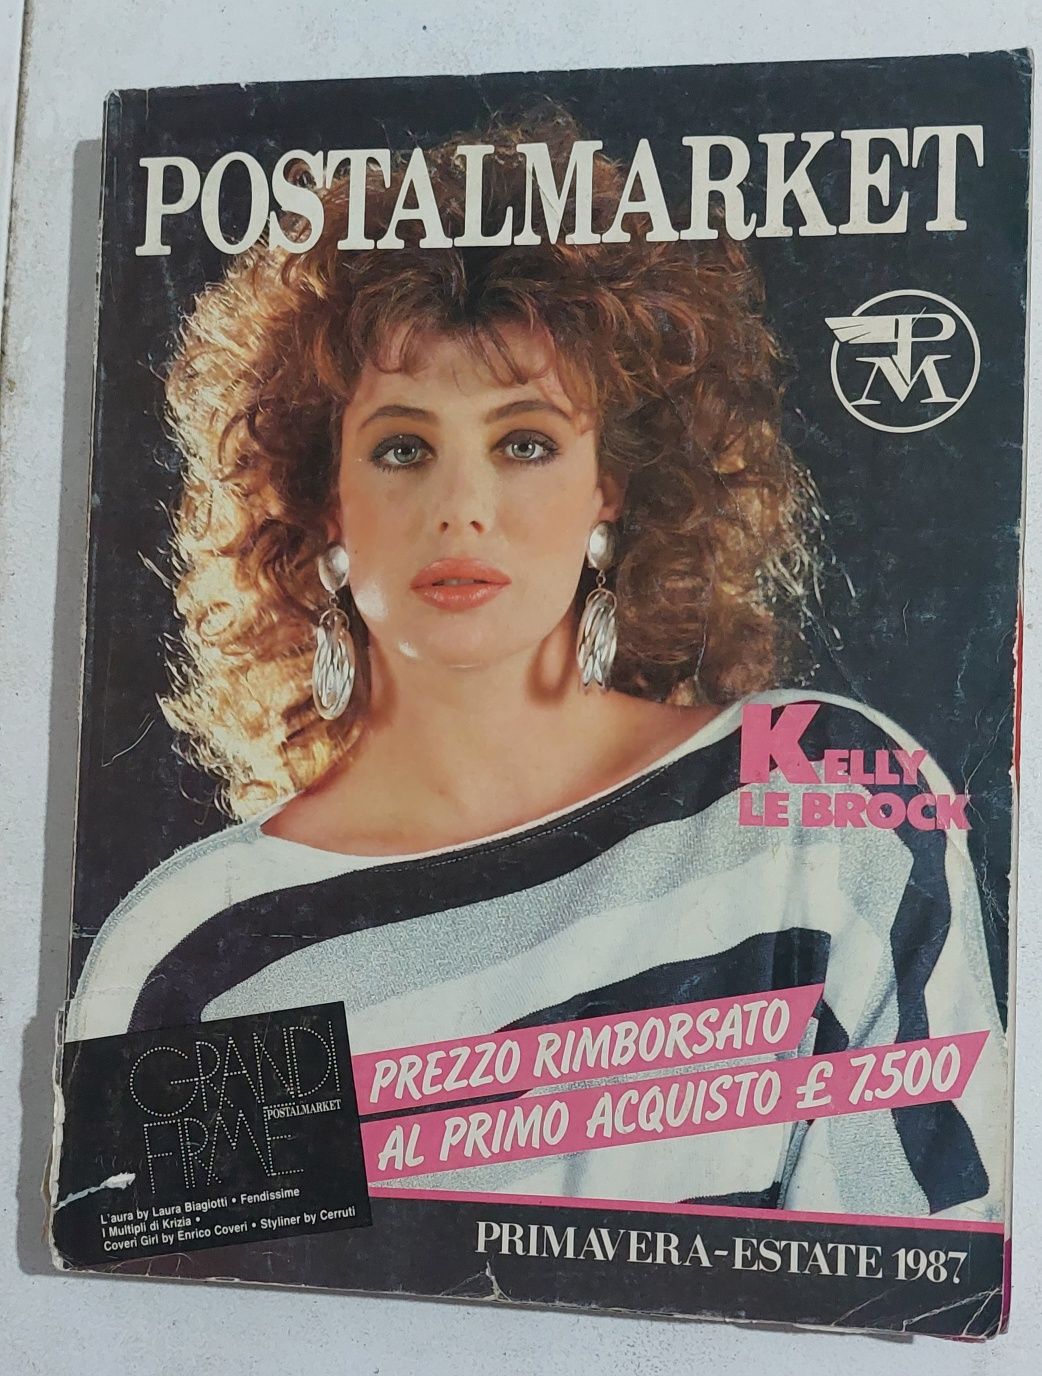 POSTALMARKET
PM
KELLY
LE BROCK
GRANDI
POSTALMARKET
FIRME
PREZZO RIMBORSATO
AL PRIMO ACQUISTO £ 7.500
L'aura by Laura Biagiotti • Fendissime
I Multipli di Krizia •
Coveri Girl by Enrico Coveri • Styliner by Cerruti
PRIMAVERA-ESTATE 1987